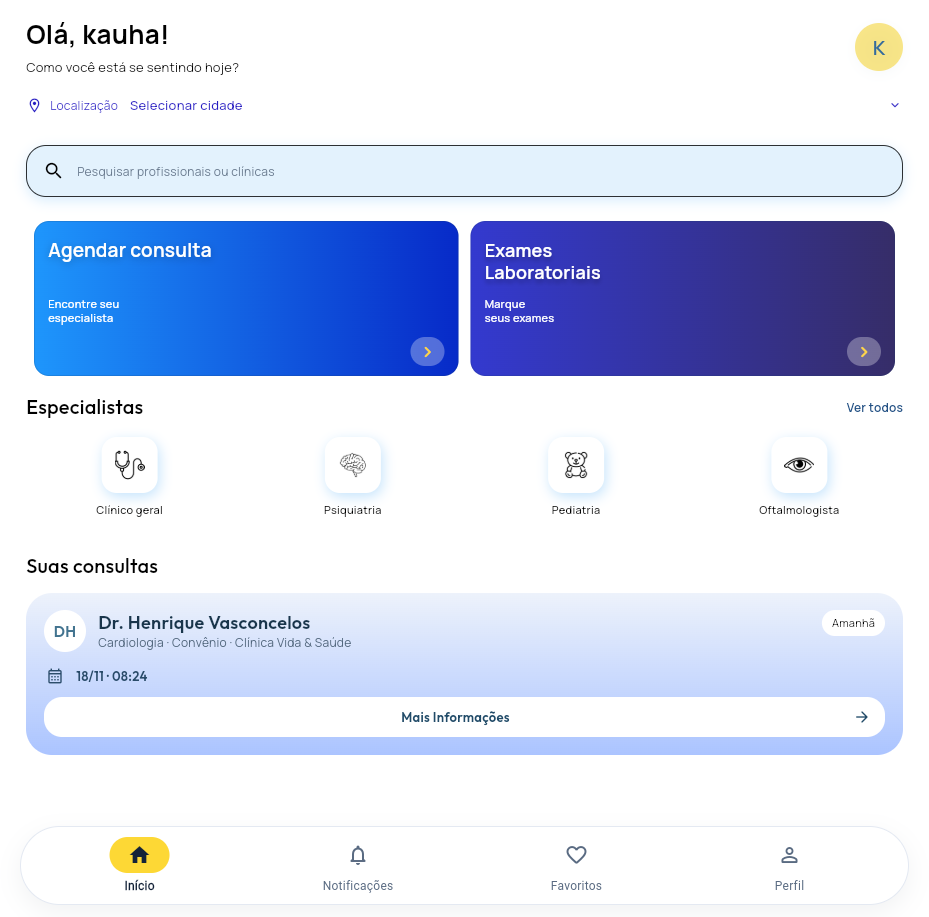 Olá, kauha!
K
Como você está se sentindo hoje?
Localização Selecionar cidade
Pesquisar profissionais ou clínicas
Agendar consulta
Encontre seu
especialista
Exames
Laboratoriais
Marque
seus exames
Especialistas
Ver todos
Clínico geral
Psiquiatria
Pediatria
Oftalmologista
Suas consultas
DH
Dr. Henrique Vasconcelos
Cardiologia · Convênio · Clínica Vida & Saúde
Amanhã
18/11 · 08:24
Mais Informações
Início
Notificações
Favoritos
Perfil